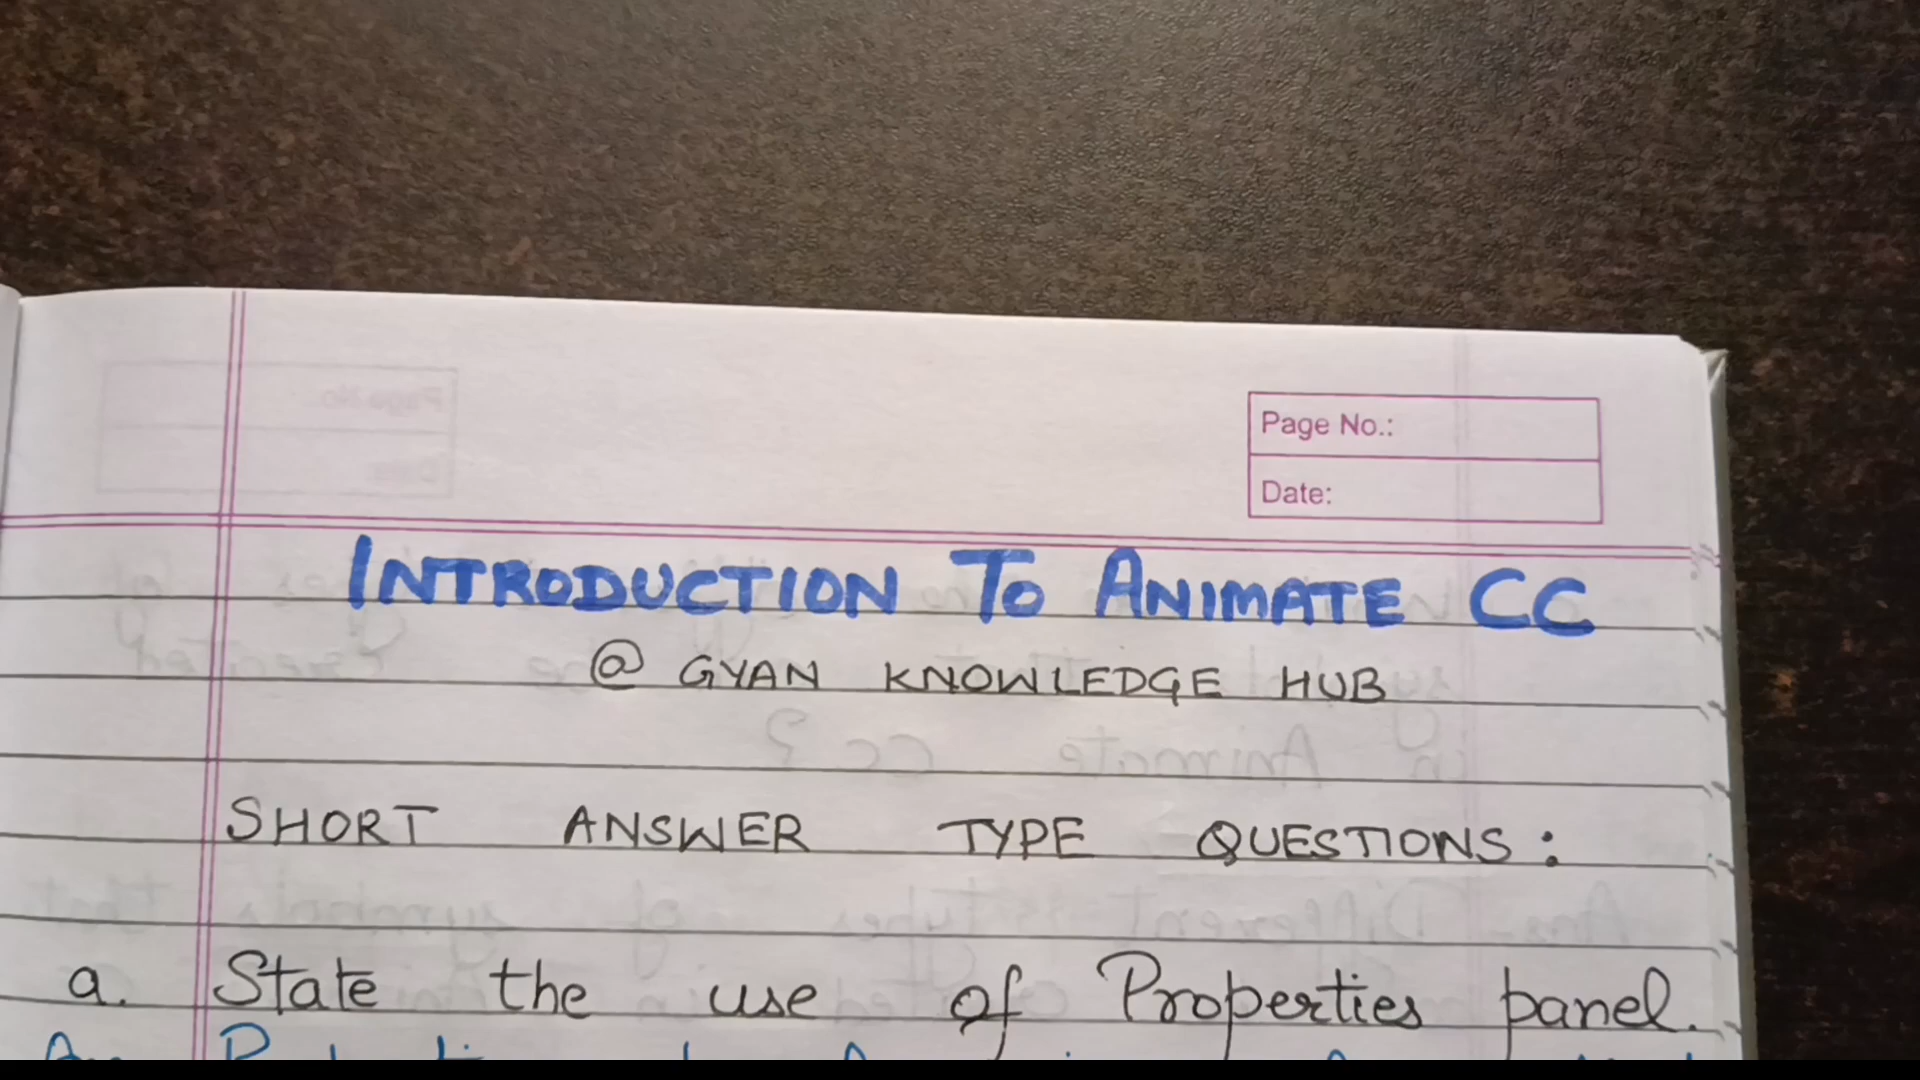 Page No.:
Date:
INTRODUCTION TO ANIMATE CC
@ GYAN KNOWLEDGE HUB
SHORT ANSWER TYPE QUESTIONS:
a. State the use of Properties panel.